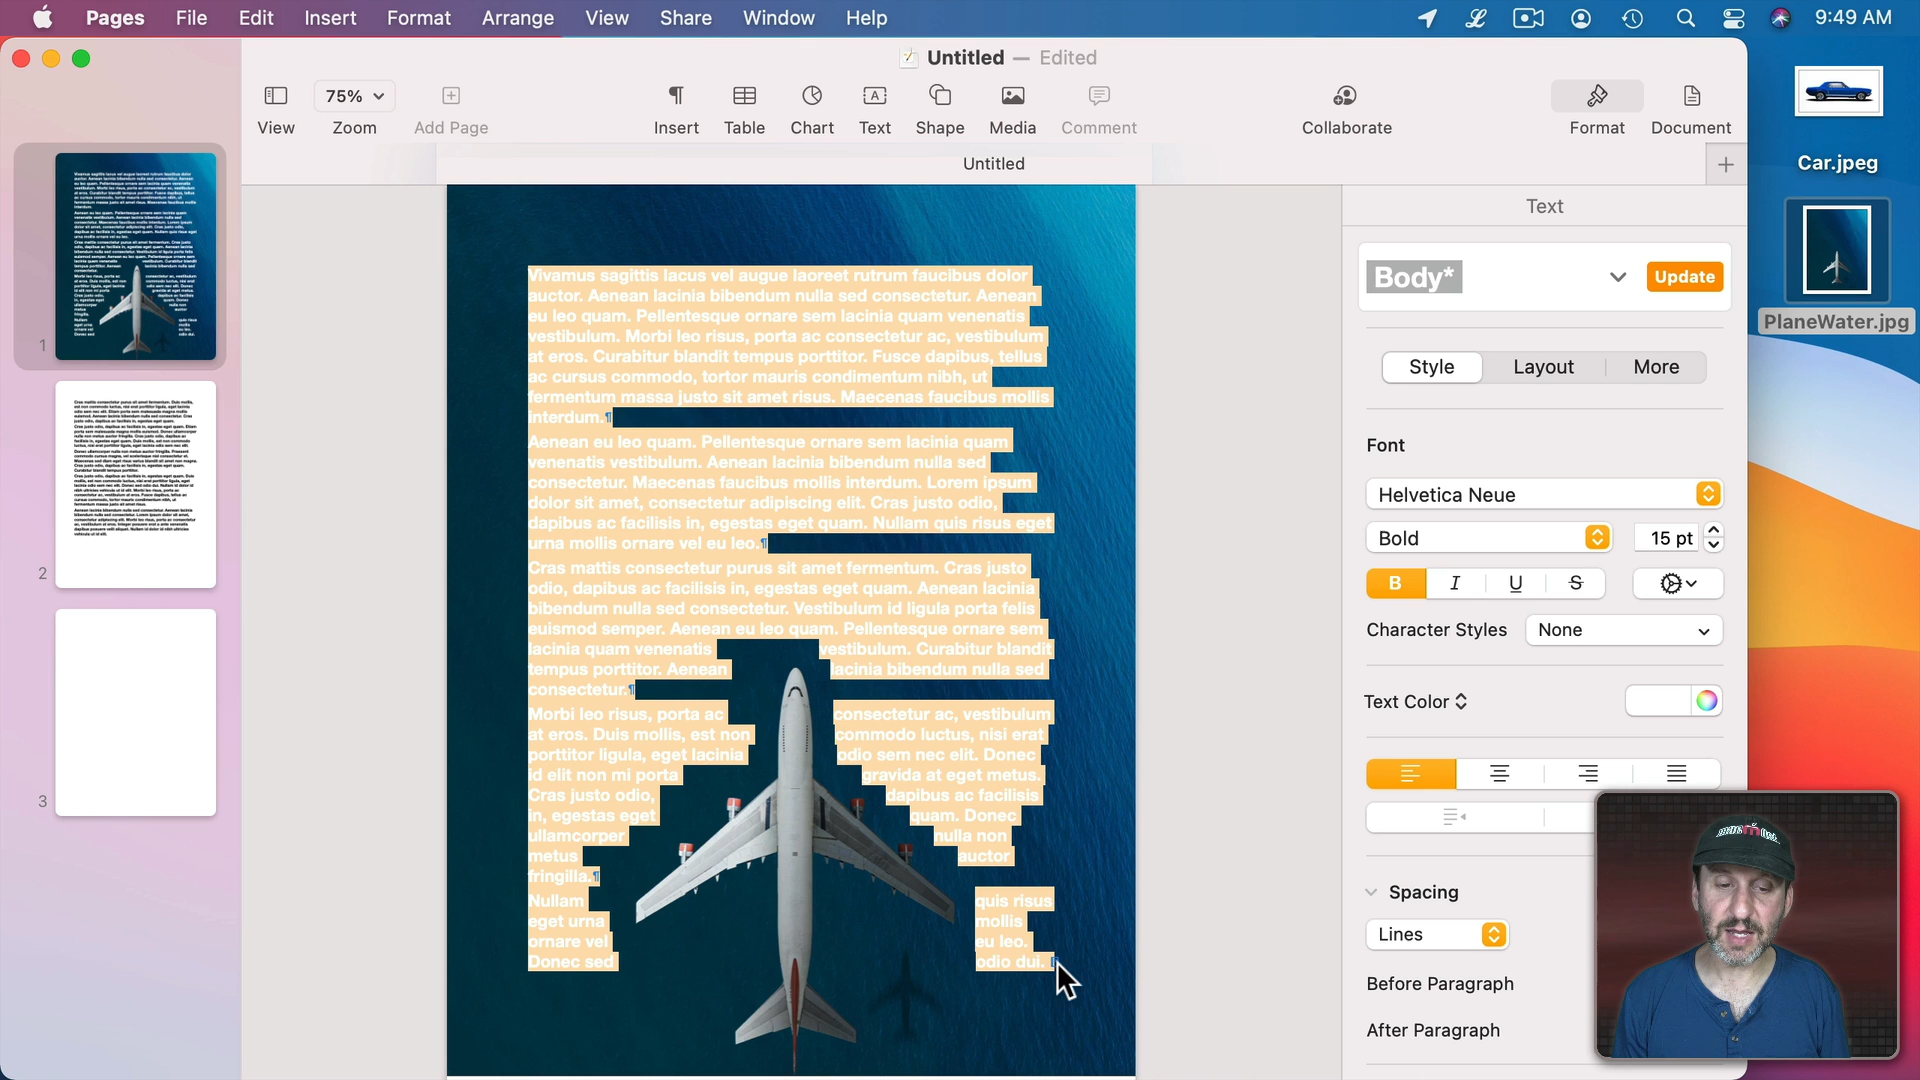 Pages File Edit Insert Format Arrange View Share Window Help 9:49 AM
Untitled — Edited
75%
View Zoom Add Page Insert Table Chart Text Shape Media Comment Collaborate Format Document
Untitled
1
2
3
Vivamus sagittis lacus vel augue laoreet rutrum faucibus dolor
auctor. Aenean lacinia bibendum nulla sed consectetur. Aenean
eu leo quam. Pellentesque ornare sem lacinia quam venenatis
vestibulum. Morbi leo risus, porta ac consectetur ac, vestibulum
at eros. Curabitur blandit tempus porttitor. Fusce dapibus, tellus
ac cursus commodo, tortor mauris condimentum nibh, ut
fermentum massa justo sit amet risus. Maecenas faucibus mollis
interdum.¶
Aenean eu leo quam. Pellentesque ornare sem lacinia quam
venenatis vestibulum. Aenean lacinia bibendum nulla sed
consectetur. Maecenas faucibus mollis interdum. Lorem ipsum
dolor sit amet, consectetur adipiscing elit. Cras justo odio,
dapibus ac facilisis in, egestas eget quam. Nullam quis risus eget
urna mollis ornare vel eu leo.¶
Cras mattis consectetur purus sit amet fermentum. Cras justo
odio, dapibus ac facilisis in, egestas eget quam. Aenean lacinia
bibendum nulla sed consectetur. Vestibulum id ligula porta felis
euismod semper. Aenean eu leo quam. Pellentesque ornare sem
lacinia quam venenatis vestibulum. Curabitur blandit
tempus porttitor. Aenean lacinia bibendum nulla sed
consectetur.¶
Morbi leo risus, porta ac consectetur ac, vestibulum
at eros. Duis mollis, est non commodo luctus, nisi erat
porttitor ligula, eget lacinia odio sem nec elit. Donec
id elit non mi porta gravida at eget metus.
Cras justo odio, dapibus ac facilisis
in, egestas eget quam. Donec
ullamcorper nulla non
metus auctor
fringilla.¶
Nullam quis risus
eget urna mollis
ornare vel eu leo.
Donec sed odio dui.
Text
Body* Update
Style Layout More
Font
Helvetica Neue
Bold 15 pt
B I U S
Character Styles None
Text Color
Spacing
Lines
Before Paragraph
After Paragraph
Car.jpeg
PlaneWater.jpg